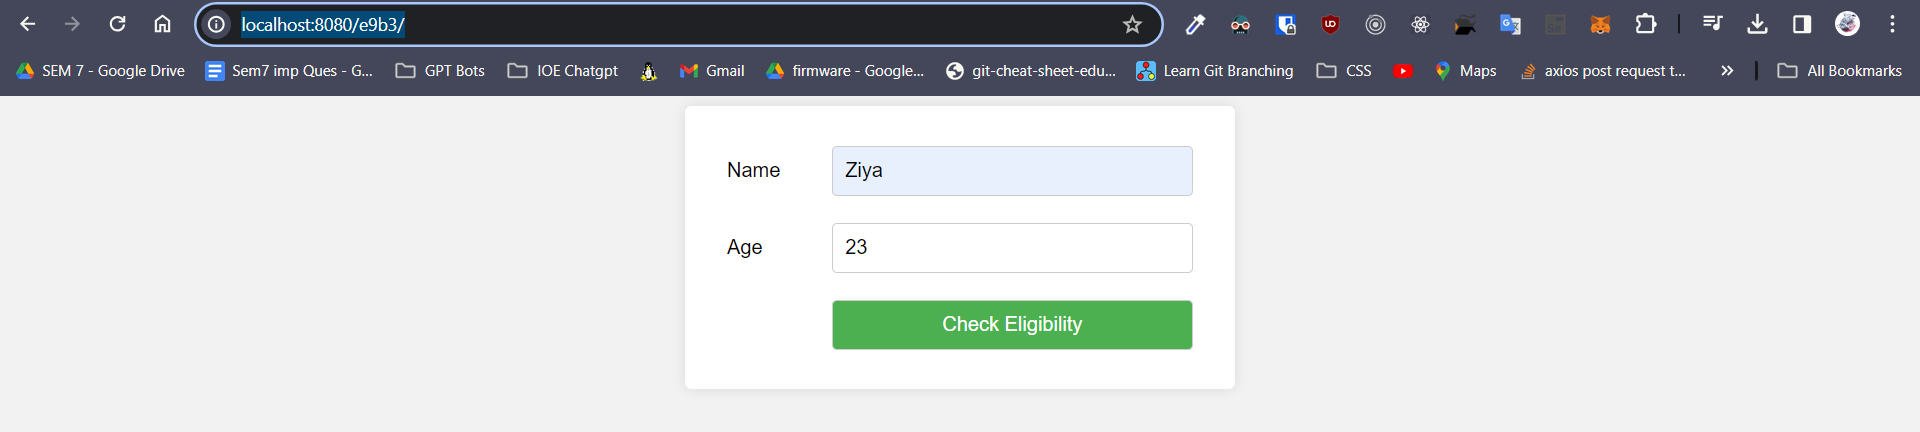 localhost:8080/e9b3/
SEM 7 - Google Drive Sem7 imp Ques - G... GPT Bots IOE Chatgpt Gmail firmware - Google... git-cheat-sheet-edu... Learn Git Branching CSS Maps axios post request t... All Bookmarks
Name Ziya
Age 23
Check Eligibility